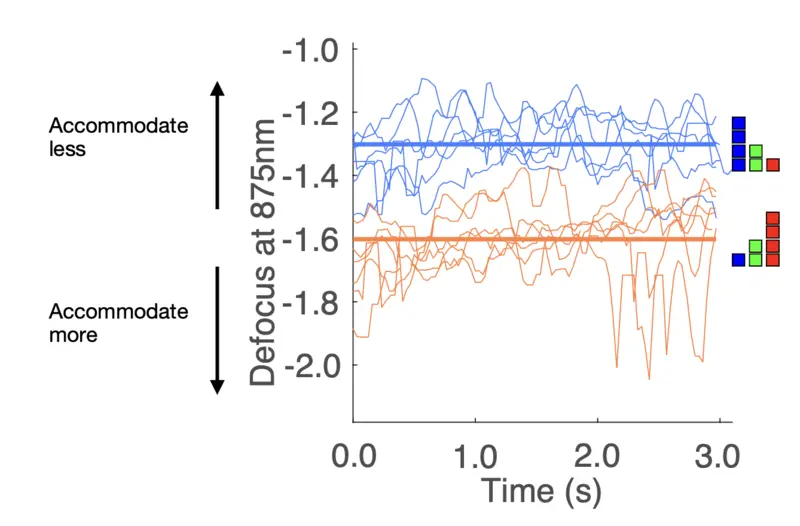 Accommodate
less
Accommodate
more
Defocus at 875nm
-1.0
-1.2
-1.4
-1.6
-1.8
-2.0
0.0
1.0
2.0
3.0
Time (s)